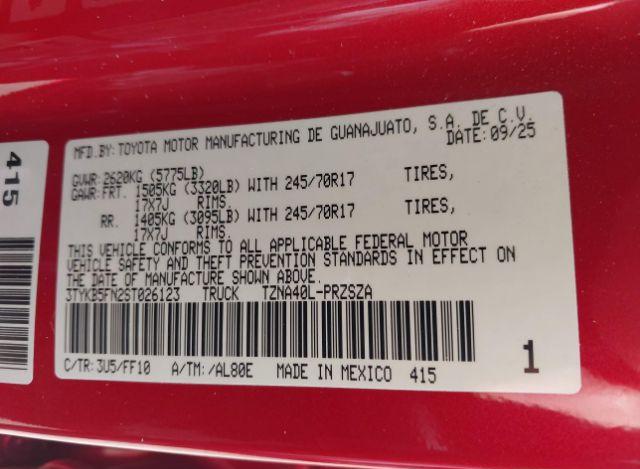 MFD.BY: TOYOTA MOTOR MANUFACTURING DE GUANAJUATO, S.A. DE C.V.
DATE: 09/25
GVWR: 2620KG (5775LB)
GAWR: FRT. 1505KG (3320LB) WITH 245/70R17 TIRES,
17X7J RIMS.
RR. 1405KG (3095LB) WITH 245/70R17 TIRES,
17X7J RIMS.
THIS VEHICLE CONFORMS TO ALL APPLICABLE FEDERAL MOTOR
VEHICLE SAFETY AND THEFT PREVENTION STANDARDS IN EFFECT ON
THE DATE OF MANUFACTURE SHOWN ABOVE.
3TYKB5FN2ST026123 TRUCK TZNA40L-PRZSZA
C/TR: 3U5/FF10 A/TM: /AL80E MADE IN MEXICO 415
1
415